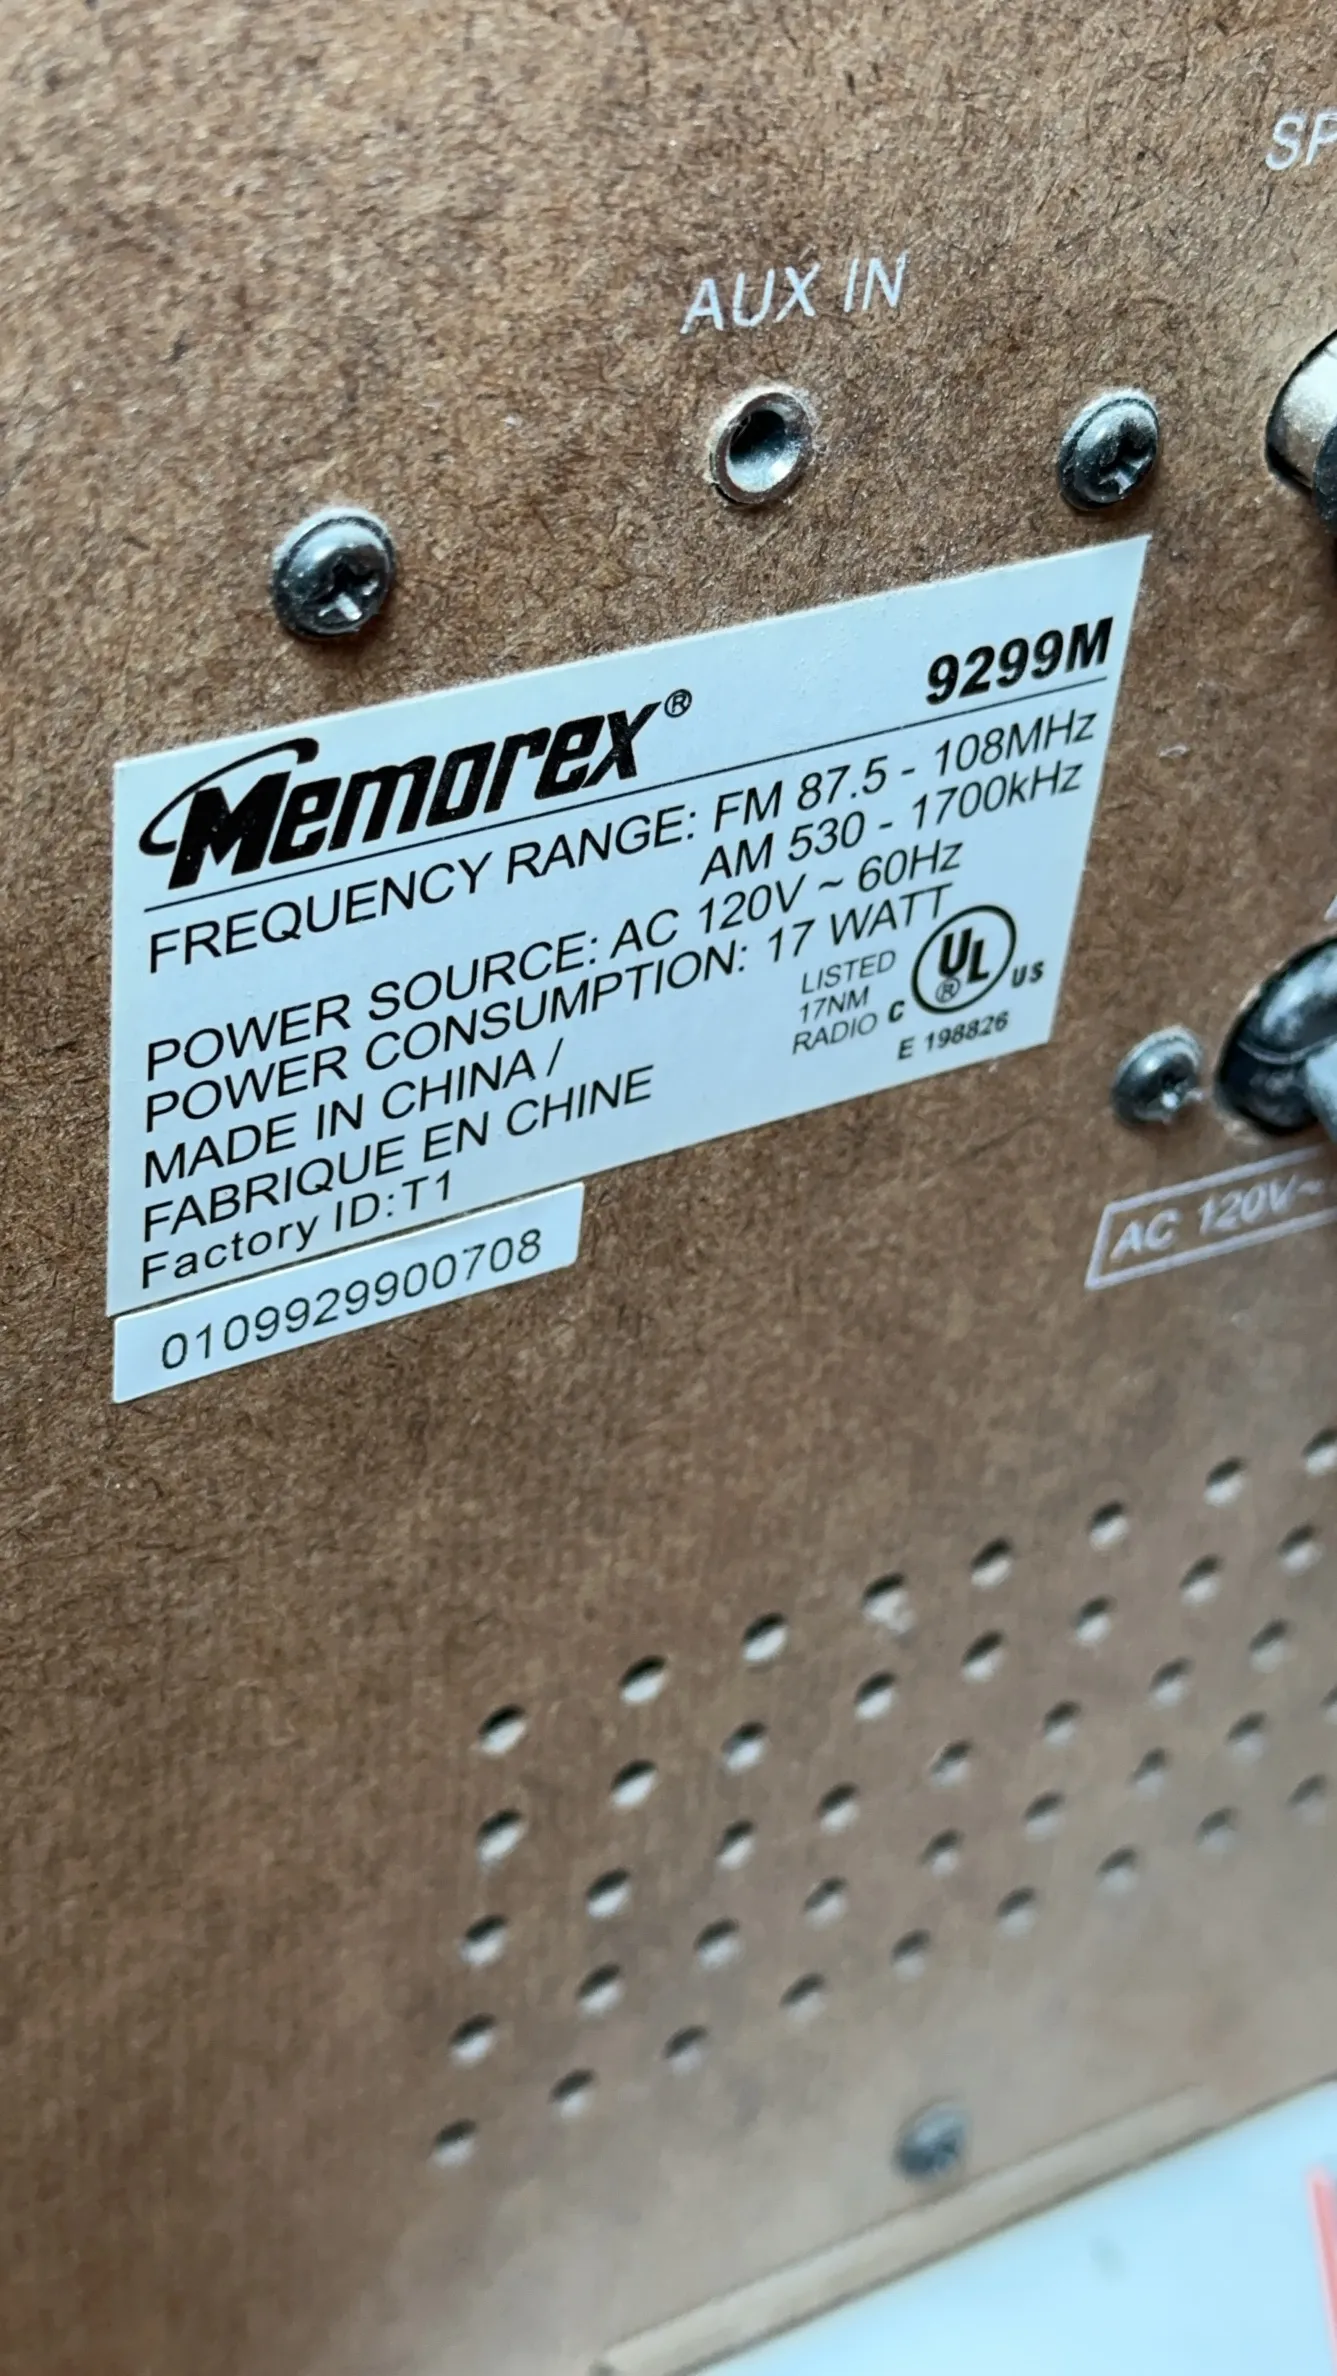 SP
AUX IN
Memorex® 9299M
FREQUENCY RANGE: FM 87.5 - 108MHz
AM 530 - 1700kHz
POWER SOURCE: AC 120V ~ 60Hz
POWER CONSUMPTION: 17 WATT
MADE IN CHINA /
FABRIQUE EN CHINE
Factory ID:T1
LISTED
17NM
RADIO
C UL® US
E 198826
0109929900708
AC 120V~